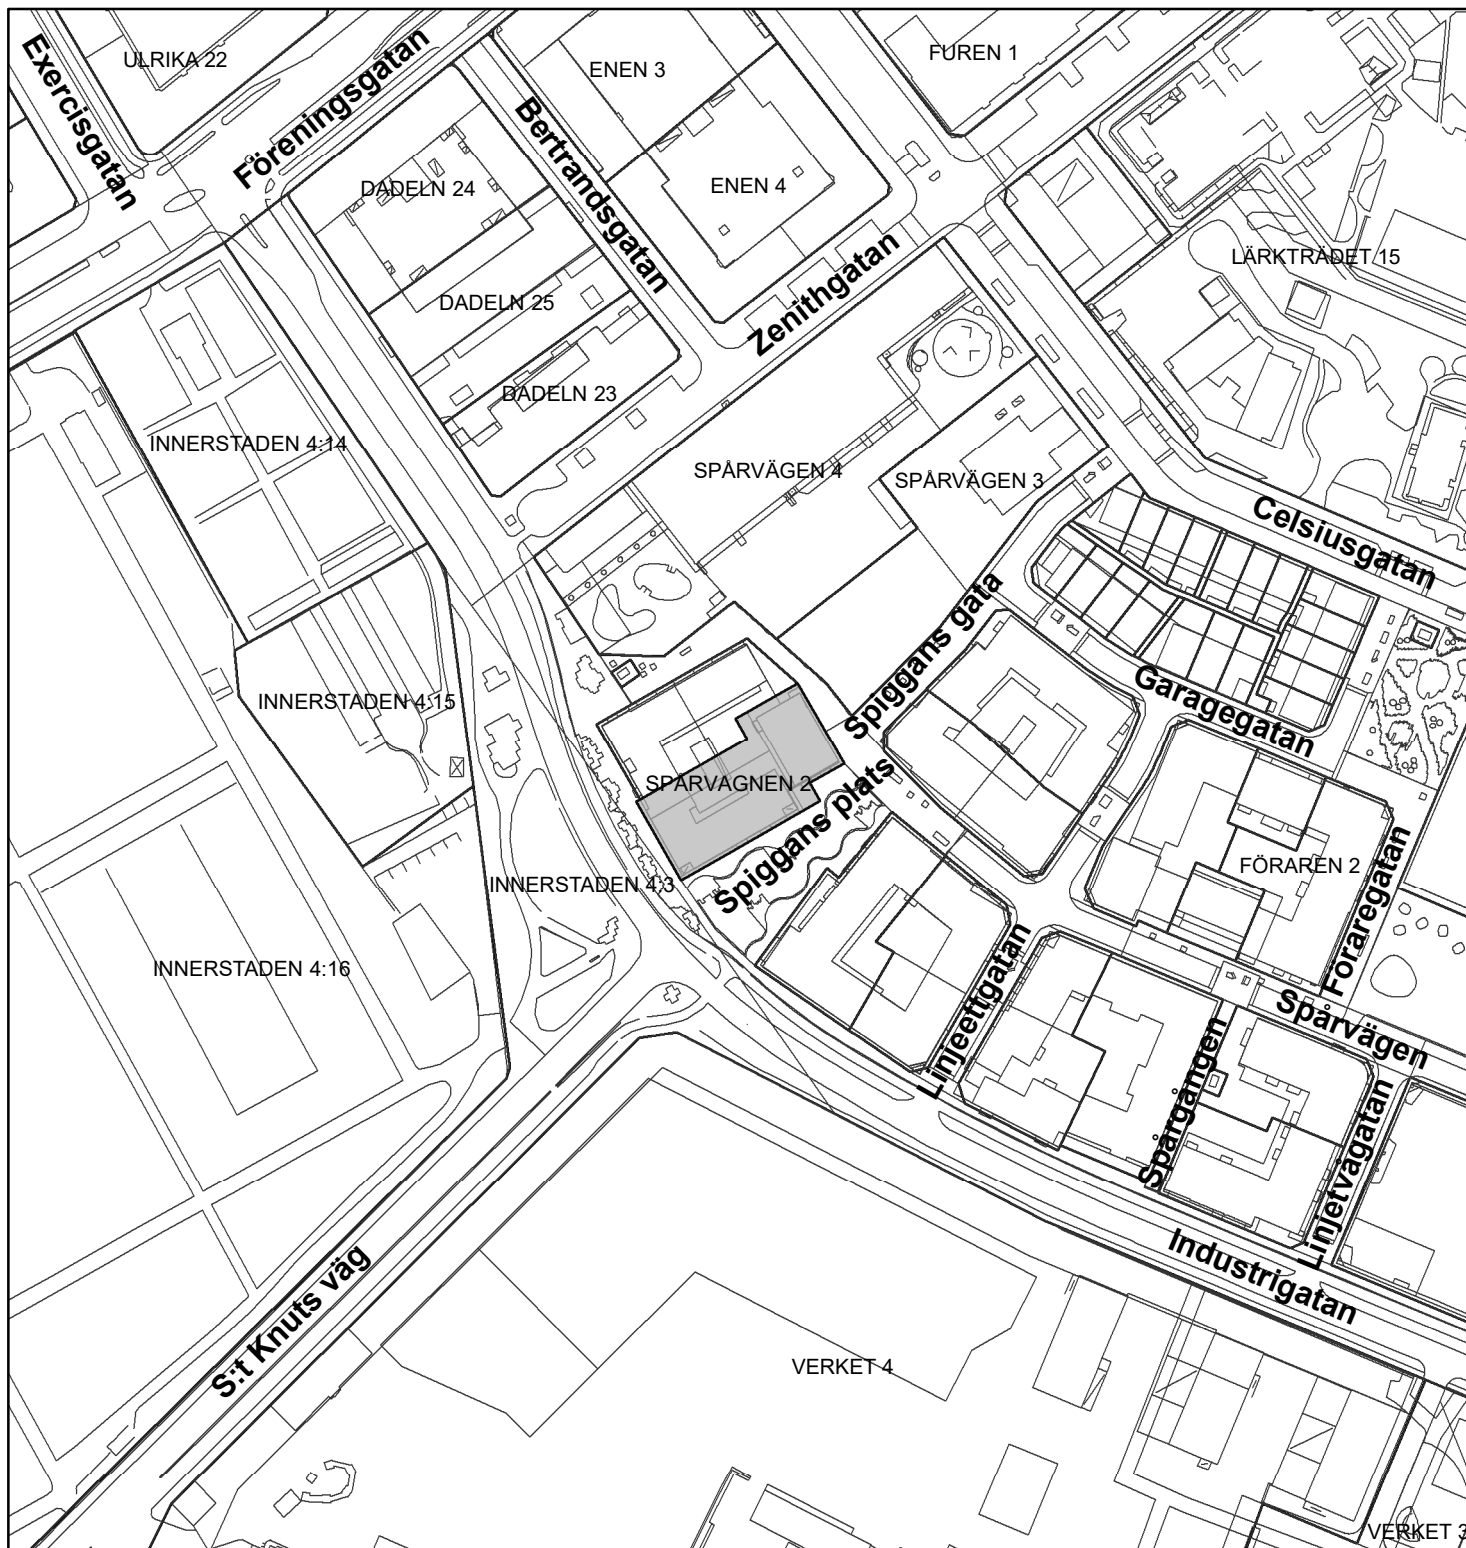 ULRIKA 22
Exercisgatan
Föreningsgatan
ENEN 3
FUREN 1
Bertrandsgatan
DADELN 24
ENEN 4
LÄRKTRÄDET 15
Zenithgatan
DADELN 25
DADELN 23
INNERSTADEN 4:14
SPÅRVÄGEN 4
SPÅRVÄGEN 3
Celsiusgatan
Spiggans gata
Garagegatan
INNERSTADEN 4:15
SPÅRVAGNEN 2
Spiggans plats
FÖRAREN 2
Föraregatan
INNERSTADEN 4:3
INNERSTADEN 4:16
Linjeettgatan
Spårvägen
Spårgången
Linjetvågatan
Industrigatan
S:t Knuts väg
VERKET 4
VERKET 3